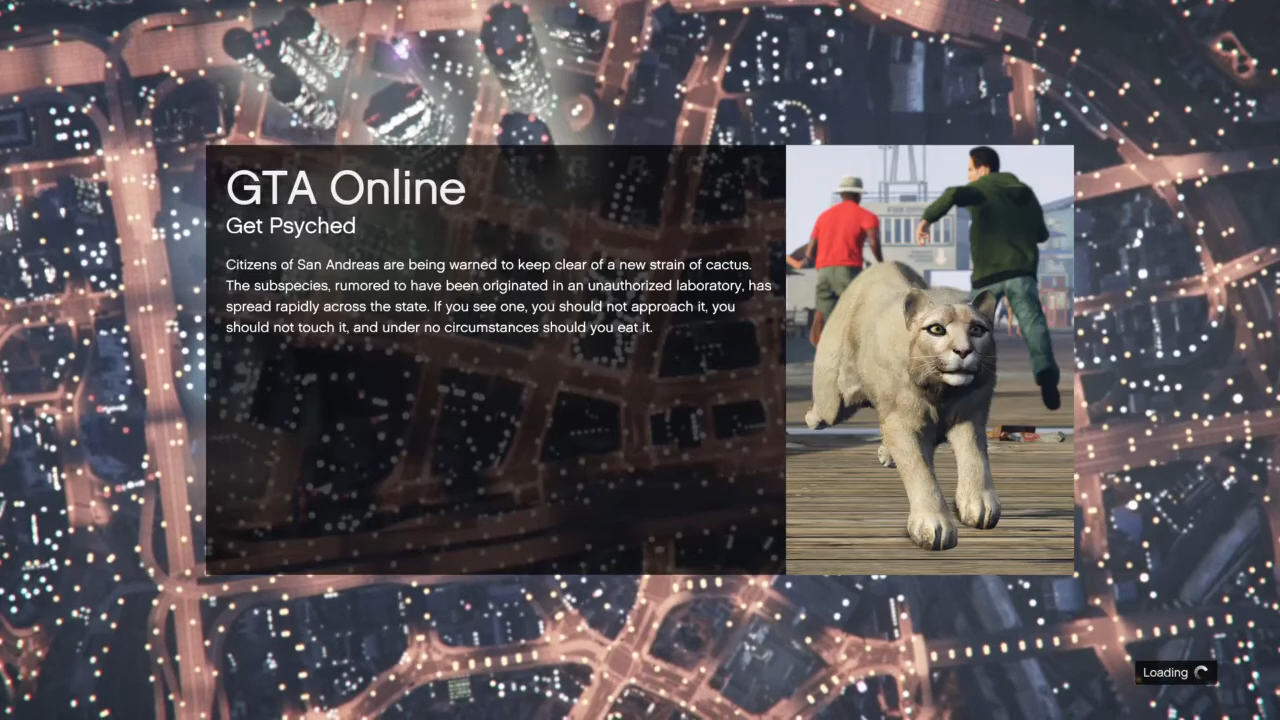 GTA Online
Get Psyched
Citizens of San Andreas are being warned to keep clear of a new strain of cactus.
The subspecies, rumored to have been originated in an unauthorized laboratory, has
spread rapidly across the state. If you see one, you should not approach it, you
should not touch it, and under no circumstances should you eat it.
Loading